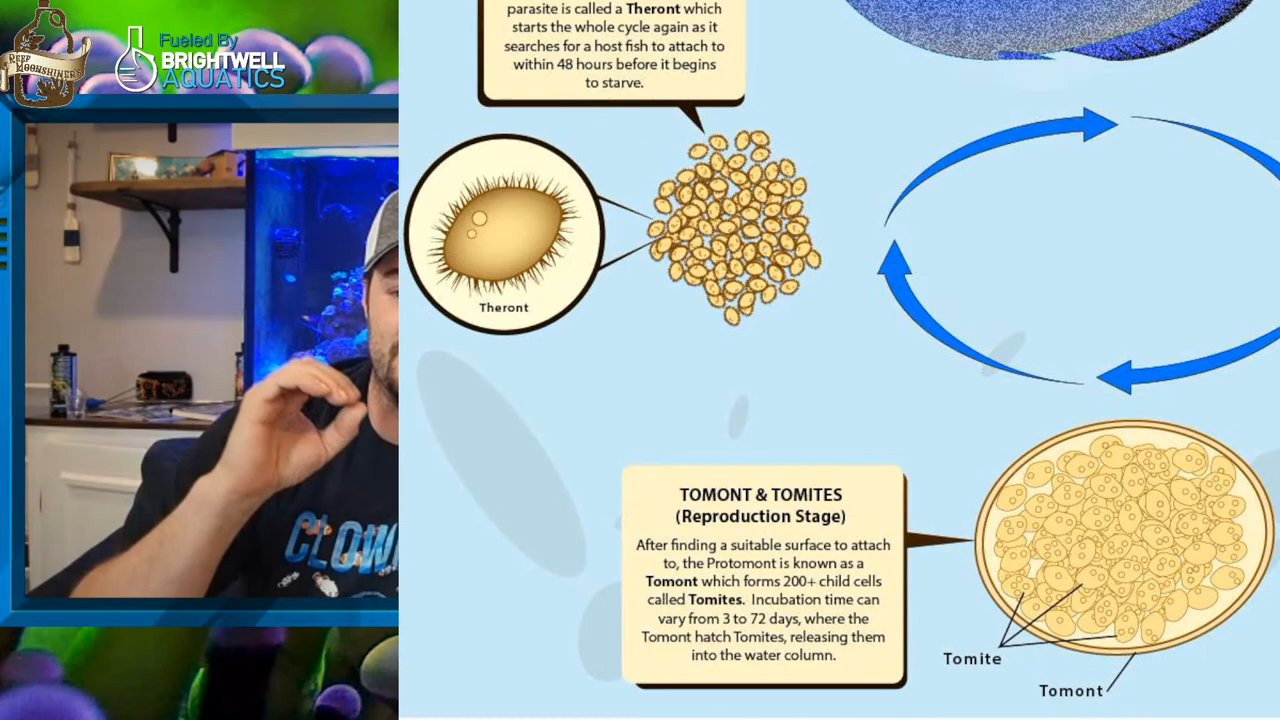 REEF
MOONSHINER'S
Fueled By
BRIGHTWELL
AQUATICS
parasite is called a Theront which
starts the whole cycle again as it
searches for a host fish to attach to
within 48 hours before it begins
to starve.
Theront
CLOW
TOMONT & TOMITES
(Reproduction Stage)
After finding a suitable surface to attach
to, the Protomont is known as a
Tomont which forms 200+ child cells
called Tomites. Incubation time can
vary from 3 to 72 days, where the
Tomont hatch Tomites, releasing them
into the water column.
Tomite
Tomont